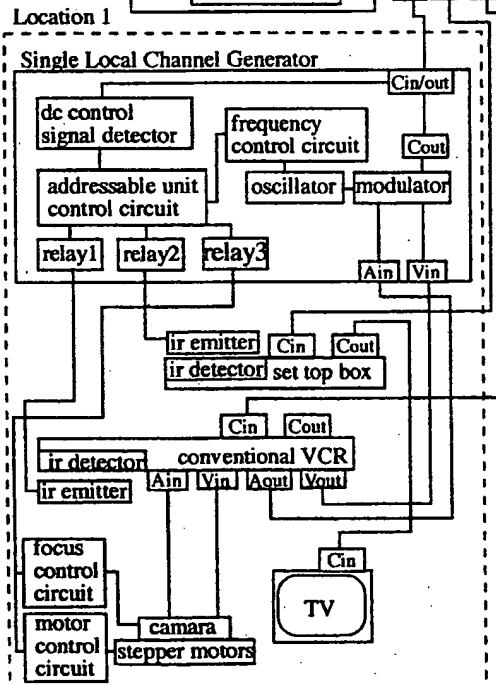 Location 1
Single Local Channel Generator
Cin/out
dc control
signal detector
frequency
control circuit
Cout
addressable unit
control circuit
oscillator
modulator
relay1
relay2
relay3
Ain
Vin
ir emitter
Cin
Cout
ir detector
set top box
Cin
Cout
conventional VCR
ir detector
Ain
Vin
Aout
Vout
ir emitter
focus
control
circuit
Cin
TV
motor
control
circuit
camara
stepper motors